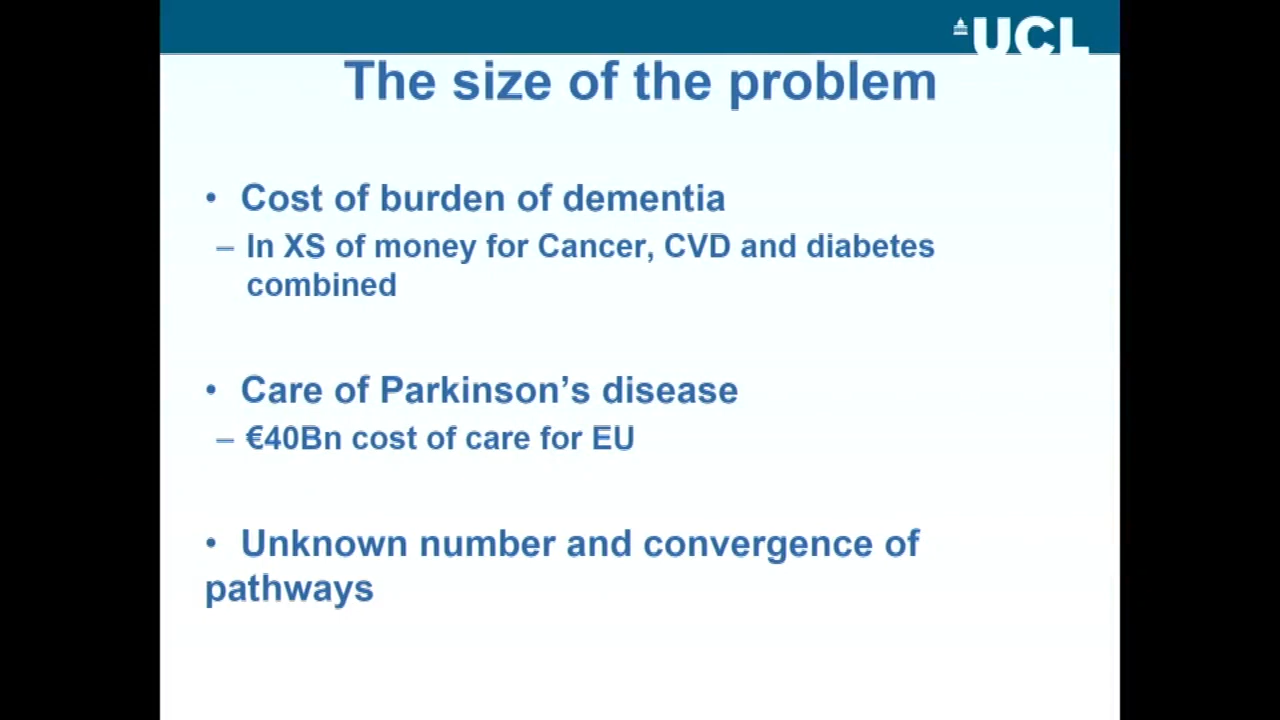 UCL
The size of the problem
• Cost of burden of dementia
– In XS of money for Cancer, CVD and diabetes
combined
• Care of Parkinson’s disease
– €40Bn cost of care for EU
• Unknown number and convergence of
pathways